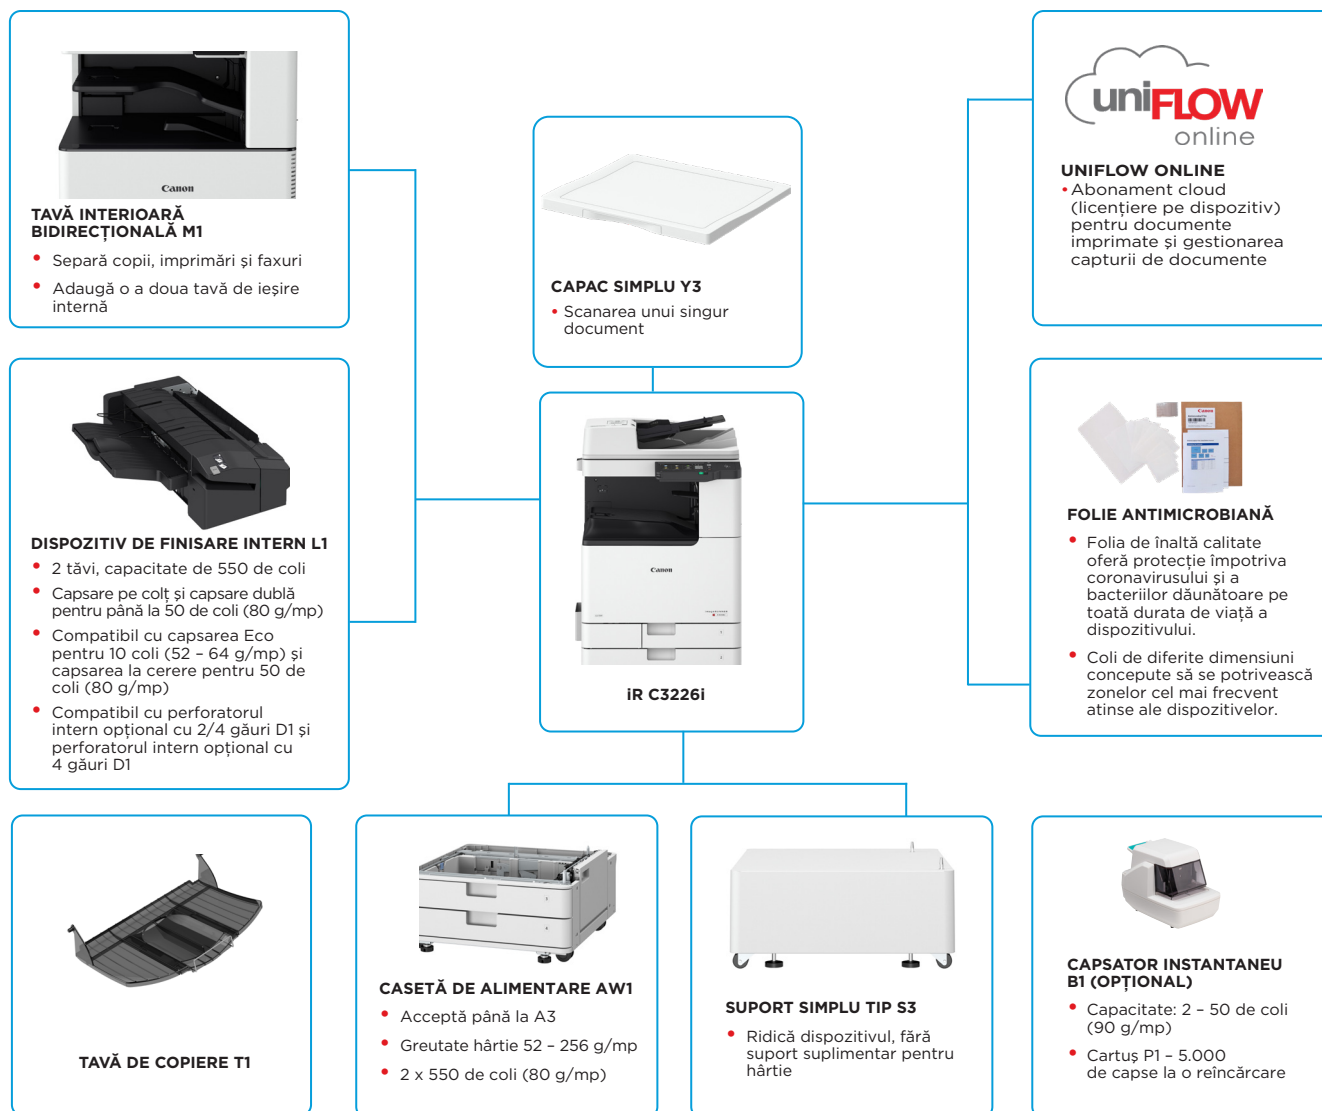 Canon
TAVĂ INTERIOARĂ
BIDIRECȚIONALĂ M1
• Separă copii, imprimări și faxuri
• Adaugă o a doua tavă de ieșire
internă
CAPAC SIMPLU Y3
• Scanarea unui singur
document
uniFLOW
online
UNIFLOW ONLINE
• Abonament cloud
(licențiere pe dispozitiv)
pentru documente
imprimate și gestionarea
capturii de documente
DISPOZITIV DE FINISARE INTERN L1
• 2 tăvi, capacitate de 550 de coli
• Capsare pe colț și capsare dublă
pentru până la 50 de coli (80 g/mp)
• Compatibil cu capsarea Eco
pentru 10 coli (52 – 64 g/mp) și
capsarea la cerere pentru 50 de
coli (80 g/mp)
• Compatibil cu perforatorul
intern opțional cu 2/4 găuri D1 și
perforatorul intern opțional cu
4 găuri D1
Canon
iR C3226i
Canon
FOLIE ANTIMICROBIANĂ
• Folia de înaltă calitate
oferă protecție împotriva
coronavirusului și a
bacteriilor dăunătoare pe
toată durata de viață a
dispozitivului.
• Coli de diferite dimensiuni
concepute să se potrivească
zonelor cel mai frecvent
atinse ale dispozitivelor.
TAVĂ DE COPIERE T1
CASETĂ DE ALIMENTARE AW1
• Acceptă până la A3
• Greutate hârtie 52 – 256 g/mp
• 2 x 550 de coli (80 g/mp)
SUPORT SIMPLU TIP S3
• Ridică dispozitivul, fără
suport suplimentar pentru
hârtie
CAPSATOR INSTANTANEU
B1 (OPȚIONAL)
• Capacitate: 2 – 50 de coli
(90 g/mp)
• Cartuș P1 – 5.000
de capse la o reîncărcare